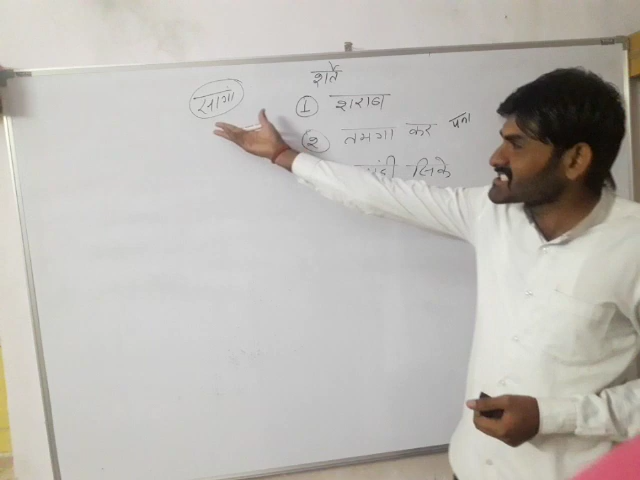 शर्ते
सांगा
① शराब
② तमगा कर
चांदी सिके